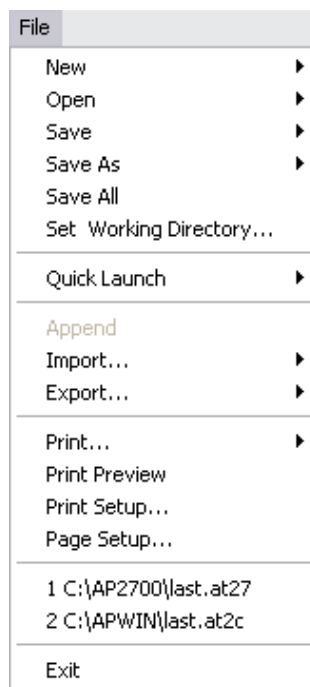 File
New
Open
Save
Save As
Save All
Set Working Directory...
Quick Launch
Append
Import...
Export...
Print...
Print Preview
Print Setup...
Page Setup...
1 C:\AP2700\last.at27
2 C:\APWIN\last.at2c
Exit